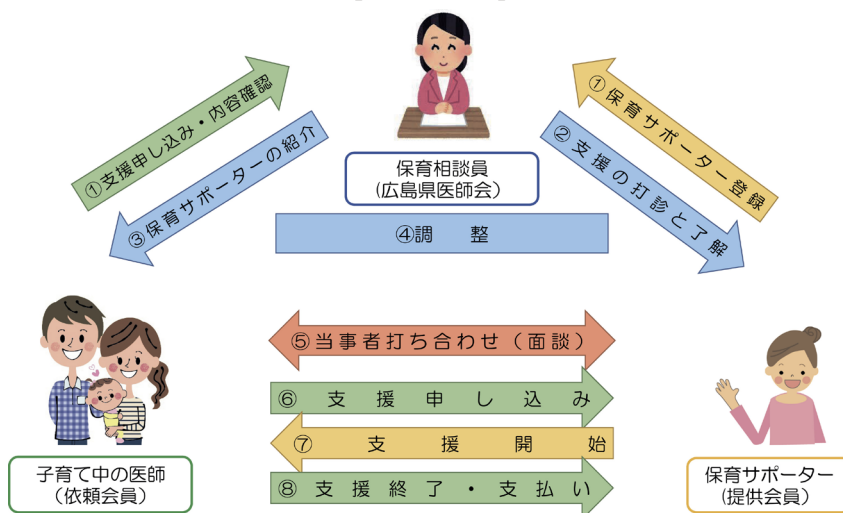 ①支援申し込み・内容確認
③保育サポーターの紹介
①保育サポーター登録
②支援の打診と了解
保育相談員
(広島県医師会)
④調整
⑤当事者打ち合わせ(面談)
⑥支援申し込み
⑦支援開始
⑧支援終了・支払い
子育て中の医師
(依頼会員)
保育サポーター
(提供会員)